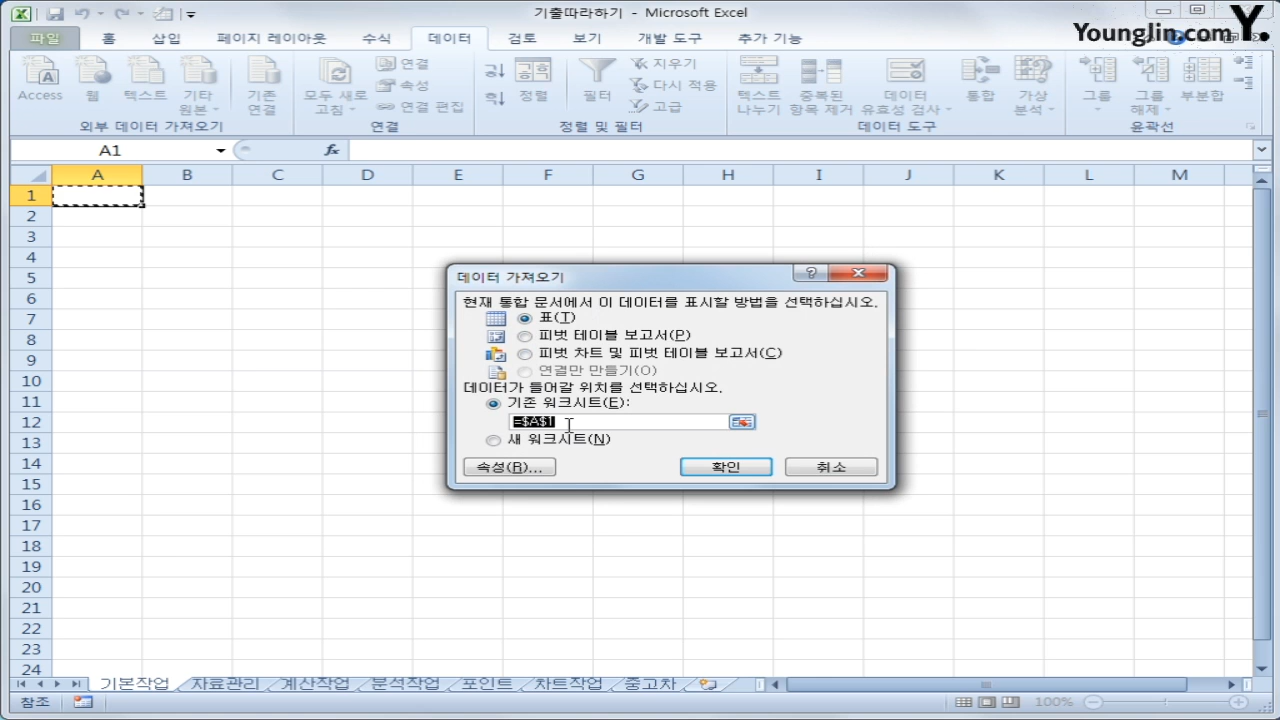 기출따라하기 - Microsoft Excel
Younglin.com Y.
파일 홈 삽입 페이지 레이아웃 수식 데이터 검토 보기 개발 도구 추가 기능
Access 웹 텍스트 기타 원본 기존 연결
외부 데이터 가져오기
모두 새로 고침 연결 속성 연결 편집
연결
정렬 필터 지우기 다시 적용 고급
정렬 및 필터
텍스트 나누기 중복된 항목 제거 데이터 유효성 검사 통합 가상 분석
데이터 도구
그룹 그룹 해제 부분합
윤곽선
A1 fx
A B C D E F G H I J K L M
1
2
3
4
5
6
7
8
9
10
11
12
13
14
15
16
17
18
19
20
21
22
23
24
데이터 가져오기
현재 통합 문서에서 이 데이터를 표시할 방법을 선택하십시오.
표(T)
피벗 테이블 보고서(P)
피벗 차트 및 피벗 테이블 보고서(C)
연결만 만들기(O)
데이터가 들어갈 위치를 선택하십시오.
기존 워크시트(E):
=$A$1
새 워크시트(N)
속성(R)... 확인 취소
기본작업 자료관리 계산작업 분석작업 포인트 차트작업 중고차
참조 100%